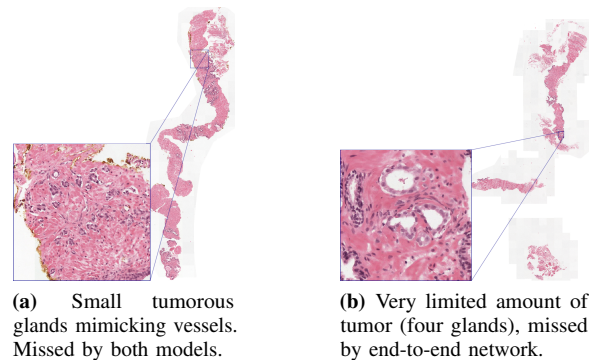 (a) Small tumorous
glands mimicking vessels.
Missed by both models.
(b) Very limited amount of
tumor (four glands), missed
by end-to-end network.